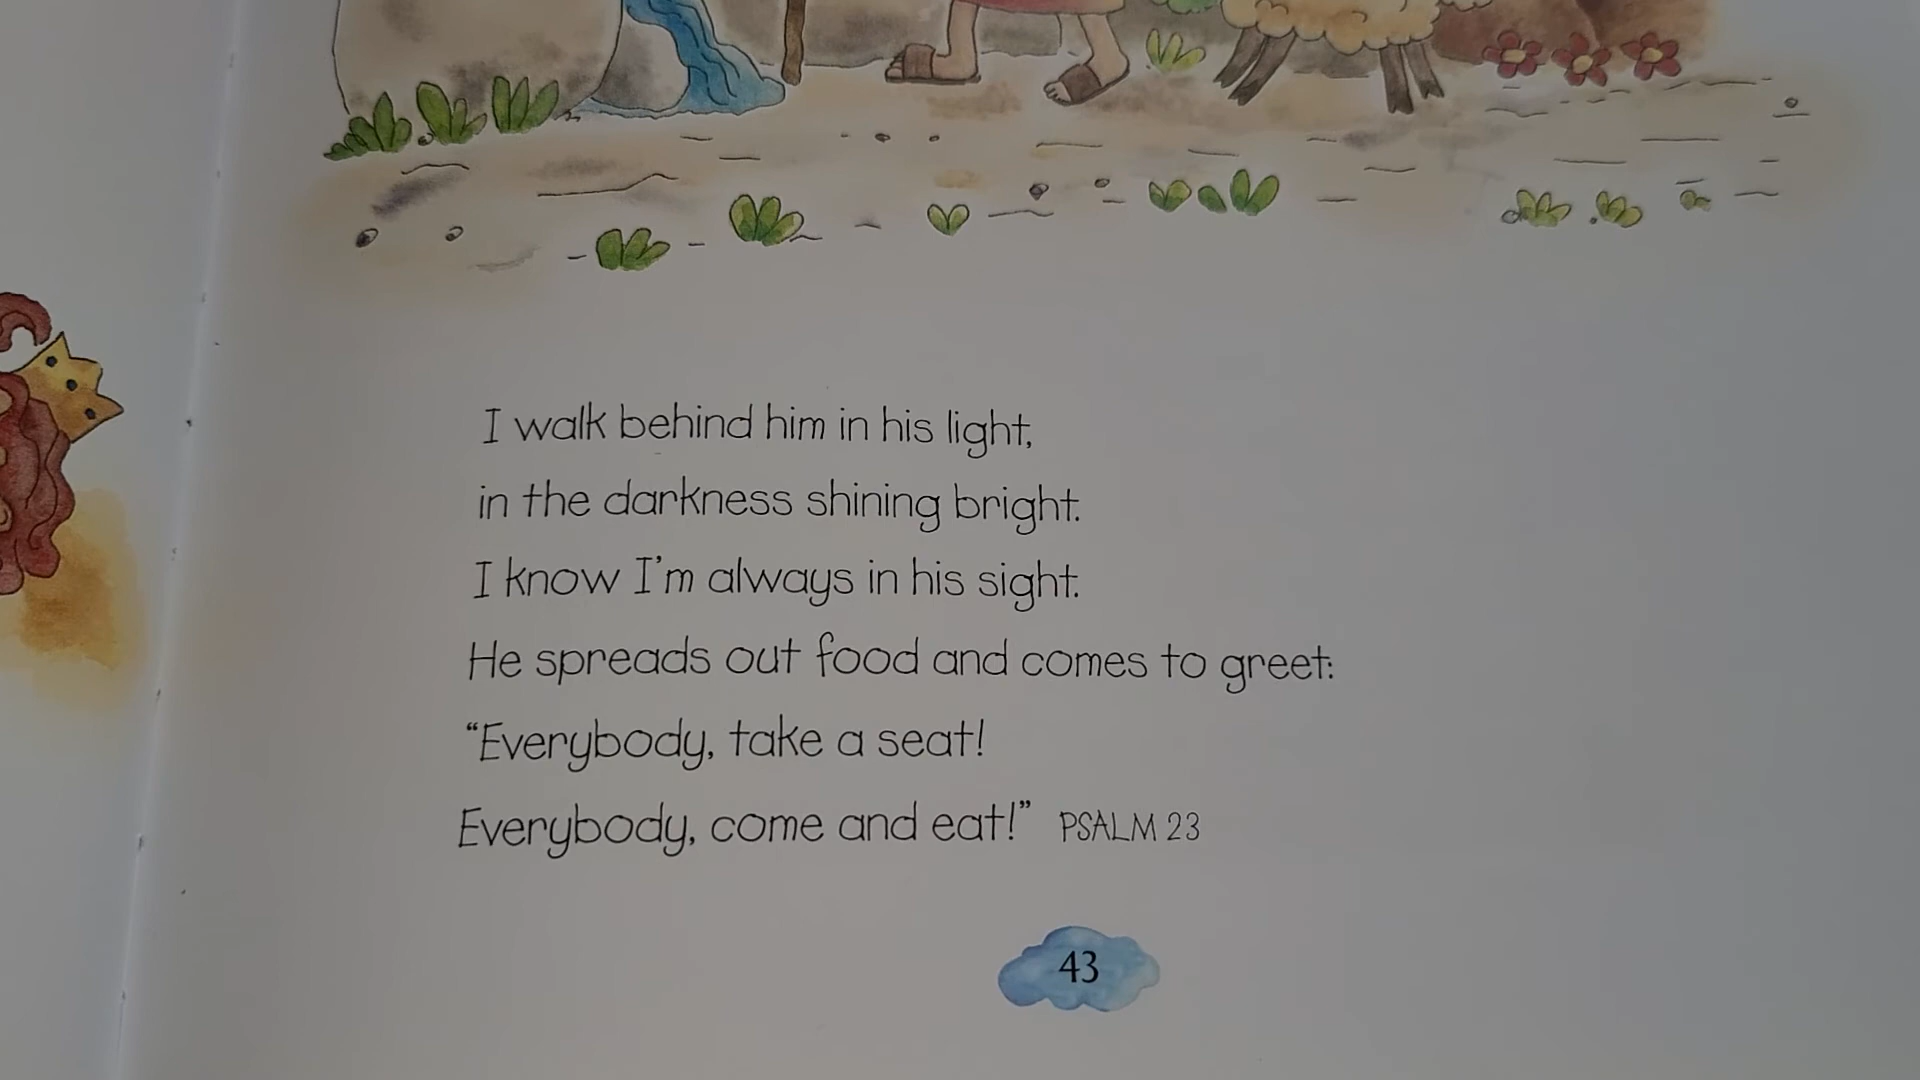 I walk behind him in his light,
in the darkness shining bright.
I know I'm always in his sight.
He spreads out food and comes to greet:
“Everybody, take a seat!
Everybody, come and eat!” PSALM 23
43